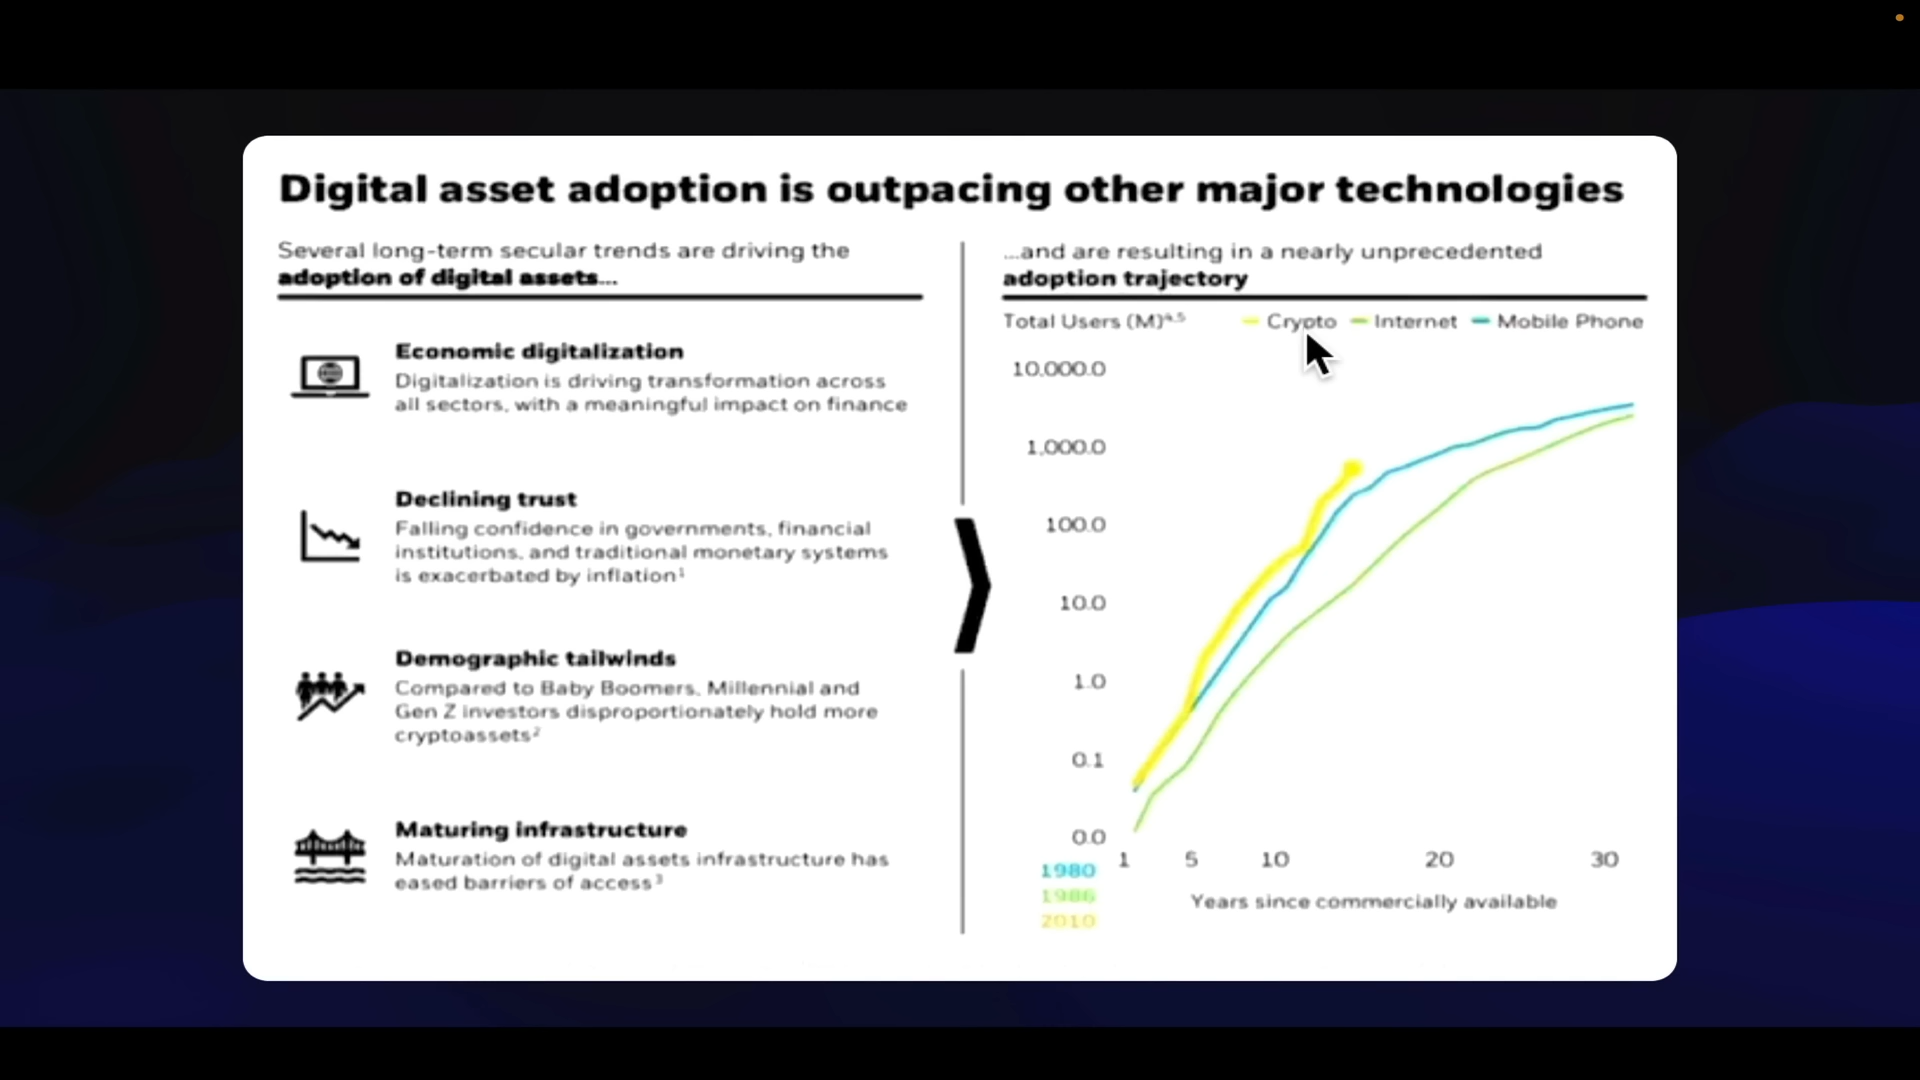 Digital asset adoption is outpacing other major technologies
Several long-term secular trends are driving the
adoption of digital assets...
Economic digitalization
Digitalization is driving transformation across
all sectors, with a meaningful impact on finance
Declining trust
Falling confidence in governments, financial
institutions, and traditional monetary systems
is exacerbated by inflation¹
Demographic tailwinds
Compared to Baby Boomers, Millennial and
Gen Z investors disproportionately hold more
cryptoassets²
Maturing infrastructure
Maturation of digital assets infrastructure has
eased barriers of access³
...and are resulting in a nearly unprecedented
adoption trajectory
Total Users (M)⁴·⁵
Crypto Internet Mobile Phone
10,000.0
1,000.0
100.0
10.0
1.0
0.1
0.0
1 5 10 20 30
1980
1986
2010
Years since commercially available